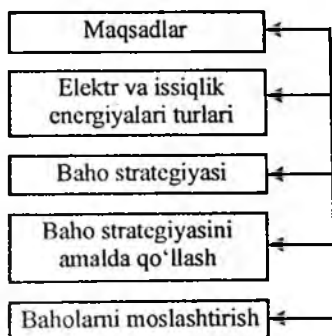 Maqsadlar
Elektr va issiqlik
energiyalari turlari
Baho strategiyasi
Baho strategiyasini
amalda qo‘llash
Baholarni moslashtirish